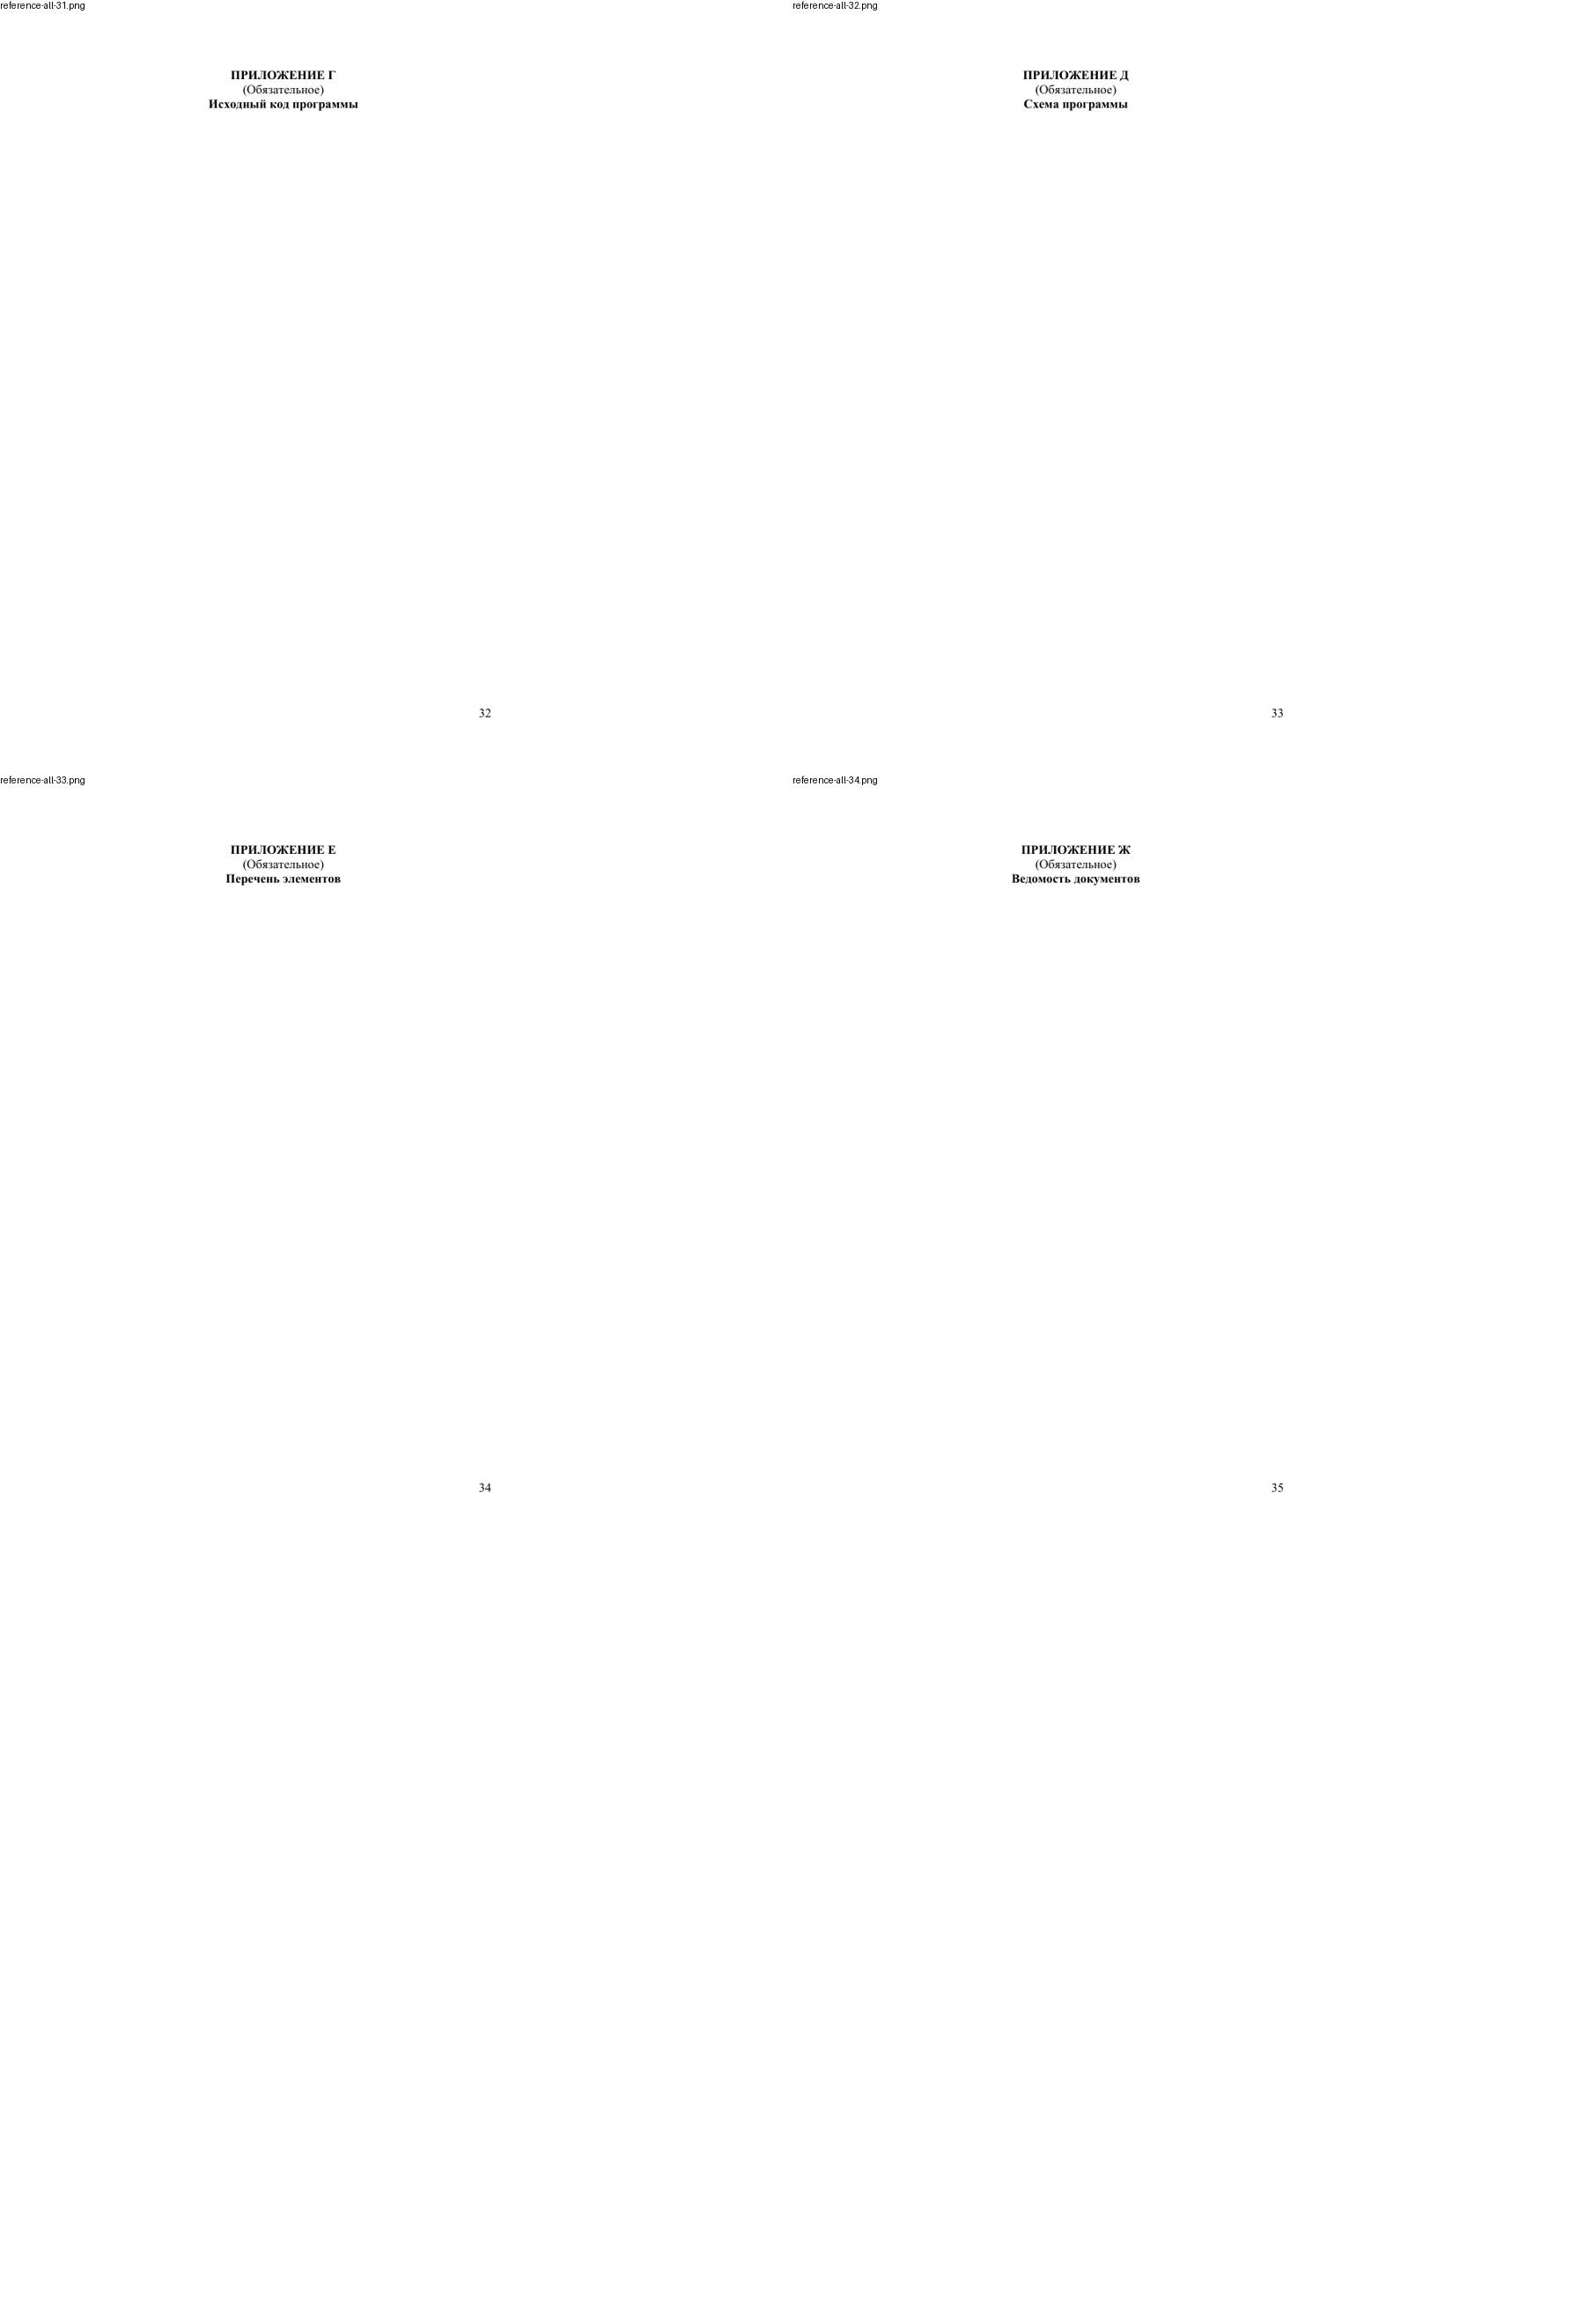 reference-all-31.png
ПРИЛОЖЕНИЕ Г
(Обязательное)
Исходный код программы
32
reference-all-32.png
ПРИЛОЖЕНИЕ Д
(Обязательное)
Схема программы
33
reference-all-33.png
ПРИЛОЖЕНИЕ Е
(Обязательное)
Перечень элементов
34
reference-all-34.png
ПРИЛОЖЕНИЕ Ж
(Обязательное)
Ведомость документов
35